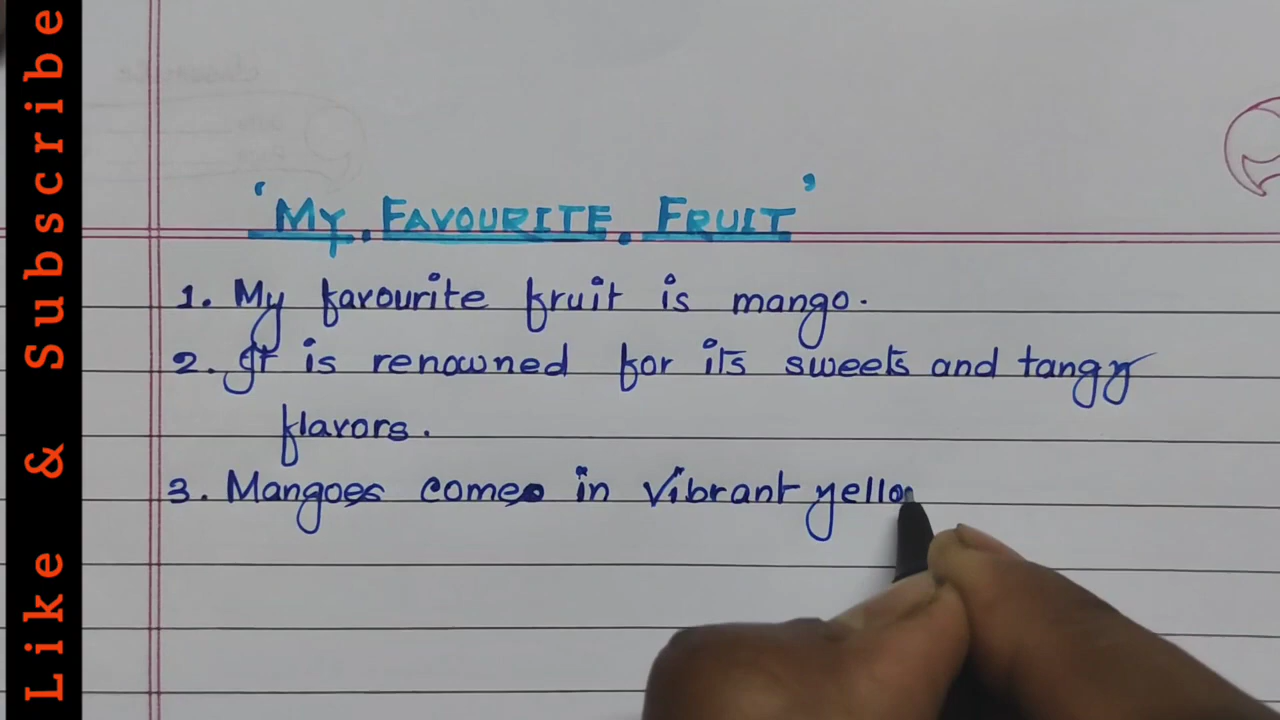 Like & Subscribe
'MY FAVOURITE FRUIT'
1. My favourite fruit is mango.
2. It is renowned for its sweets and tangy
flavors.
3. Mangoes come in vibrant yello